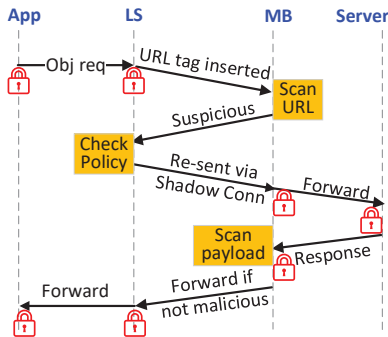 App LS MB Server
Obj req
URL tag inserted
Scan
URL
Suspicious
Check
Policy
Re-sent via
Shadow Conn
Forward
Scan
payload
Response
Forward if
not malicious
Forward